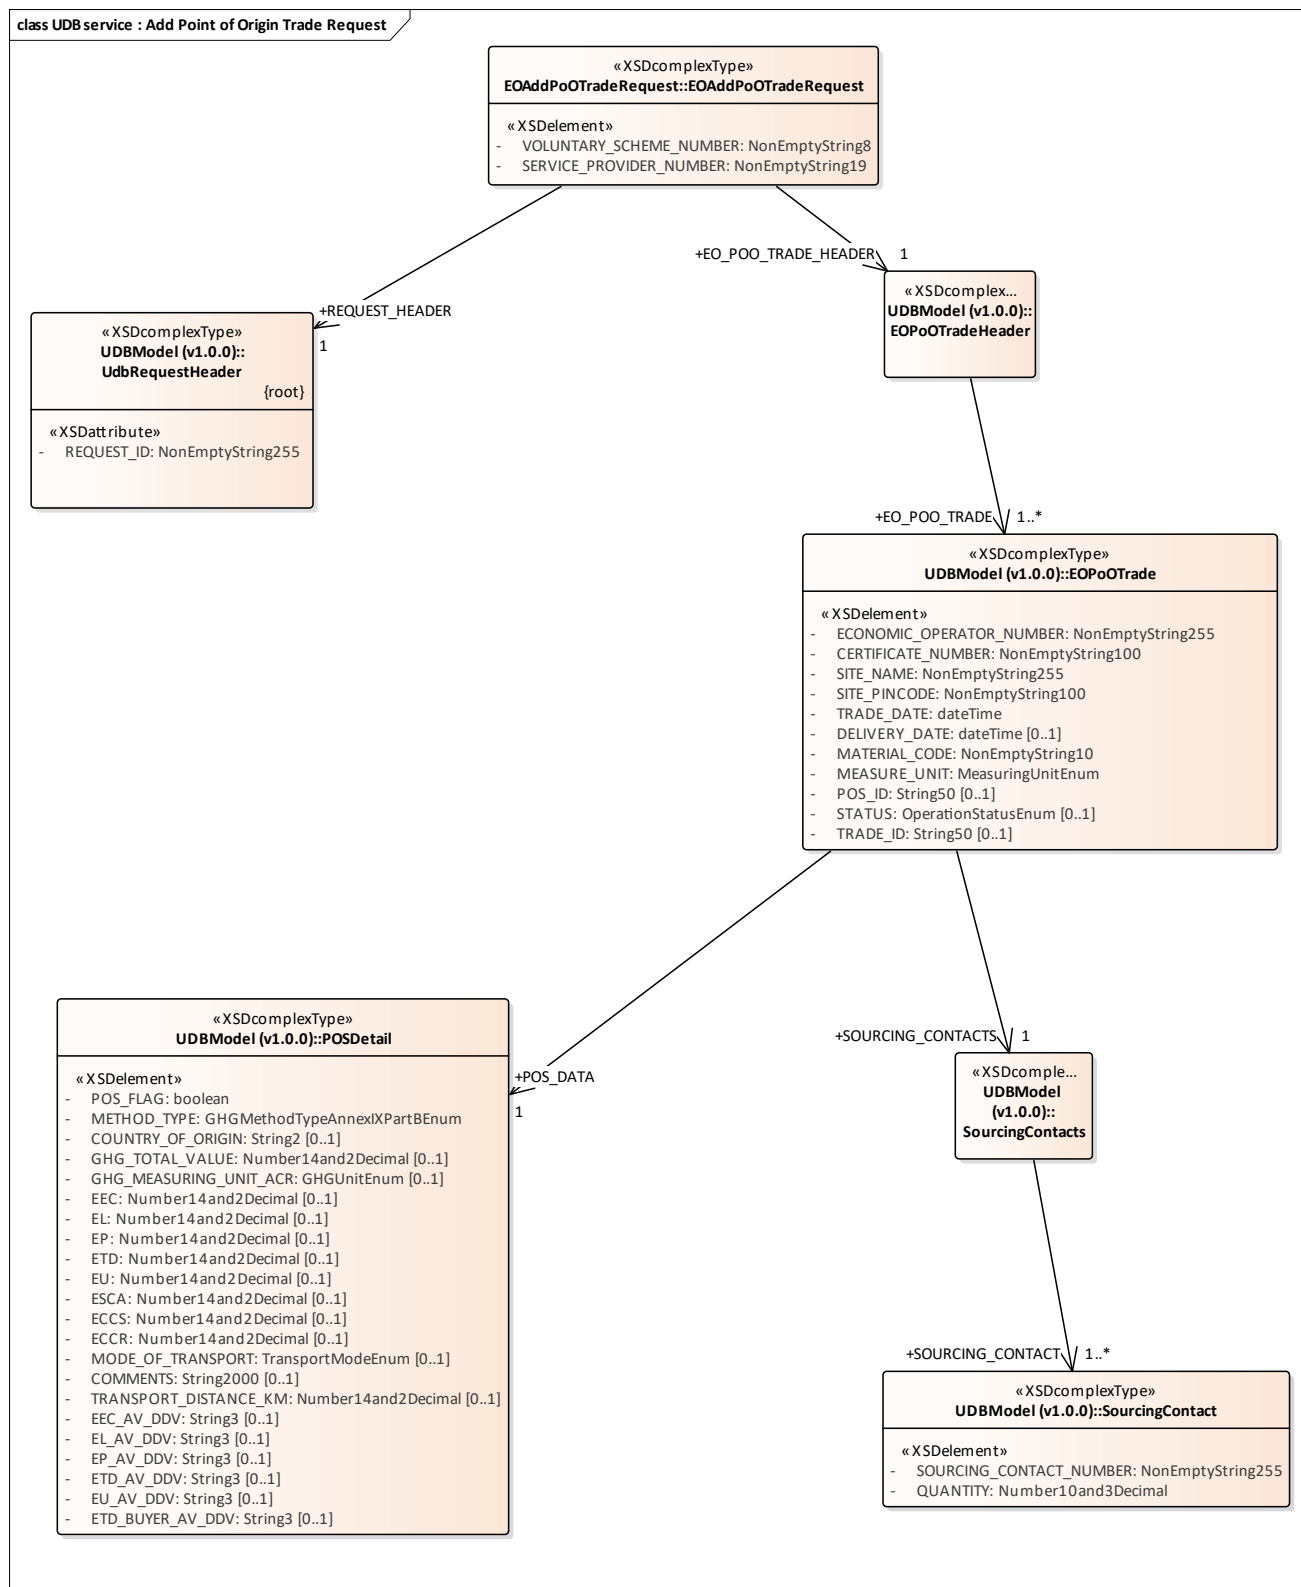 class UDB service : Add Point of Origin Trade Request
«XSDcomplexType»
EOAddPoOTradeRequest::EOAddPoOTradeRequest
«XSDelement»
- VOLUNTARY_SCHEME_NUMBER: NonEmptyString8
- SERVICE_PROVIDER_NUMBER: NonEmptyString19
+EO_POO_TRADE_HEADER 1
+REQUEST_HEADER
1
«XSDcomplex...
UDBModel (v1.0.0)::
EOPoOTradeHeader
«XSDcomplexType»
UDBModel (v1.0.0)::
UdbRequestHeader
{root}
«XSDattribute»
- REQUEST_ID: NonEmptyString255
+EO_POO_TRADE 1..*
«XSDcomplexType»
UDBModel (v1.0.0)::EOPoOTrade
«XSDelement»
- ECONOMIC_OPERATOR_NUMBER: NonEmptyString255
- CERTIFICATE_NUMBER: NonEmptyString100
- SITE_NAME: NonEmptyString255
- SITE_PINCODE: NonEmptyString100
- TRADE_DATE: dateTime
- DELIVERY_DATE: dateTime [0..1]
- MATERIAL_CODE: NonEmptyString10
- MEASURE_UNIT: MeasuringUnitEnum
- POS_ID: String50 [0..1]
- STATUS: OperationStatusEnum [0..1]
- TRADE_ID: String50 [0..1]
+POS_DATA
1
+SOURCING_CONTACTS 1
«XSDcomplexType»
UDBModel (v1.0.0)::POSDetail
«XSDelement»
- POS_FLAG: boolean
- METHOD_TYPE: GHGMethodTypeAnnexIXPartBEnum
- COUNTRY_OF_ORIGIN: String2 [0..1]
- GHG_TOTAL_VALUE: Number14and2Decimal [0..1]
- GHG_MEASURING_UNIT_ACR: GHGUnitEnum [0..1]
- EEC: Number14and2Decimal [0..1]
- EL: Number14and2Decimal [0..1]
- EP: Number14and2Decimal [0..1]
- ETD: Number14and2Decimal [0..1]
- EU: Number14and2Decimal [0..1]
- ESCA: Number14and2Decimal [0..1]
- ECCS: Number14and2Decimal [0..1]
- ECCR: Number14and2Decimal [0..1]
- MODE_OF_TRANSPORT: TransportModeEnum [0..1]
- COMMENTS: String2000 [0..1]
- TRANSPORT_DISTANCE_KM: Number14and2Decimal [0..1]
- EEC_AV_DDV: String3 [0..1]
- EL_AV_DDV: String3 [0..1]
- EP_AV_DDV: String3 [0..1]
- ETD_AV_DDV: String3 [0..1]
- EU_AV_DDV: String3 [0..1]
- ETD_BUYER_AV_DDV: String3 [0..1]
«XSDcomple...
UDBModel
(v1.0.0)::
SourcingContacts
+SOURCING_CONTACT 1..*
«XSDcomplexType»
UDBModel (v1.0.0)::SourcingContact
«XSDelement»
- SOURCING_CONTACT_NUMBER: NonEmptyString255
- QUANTITY: Number10and3Decimal